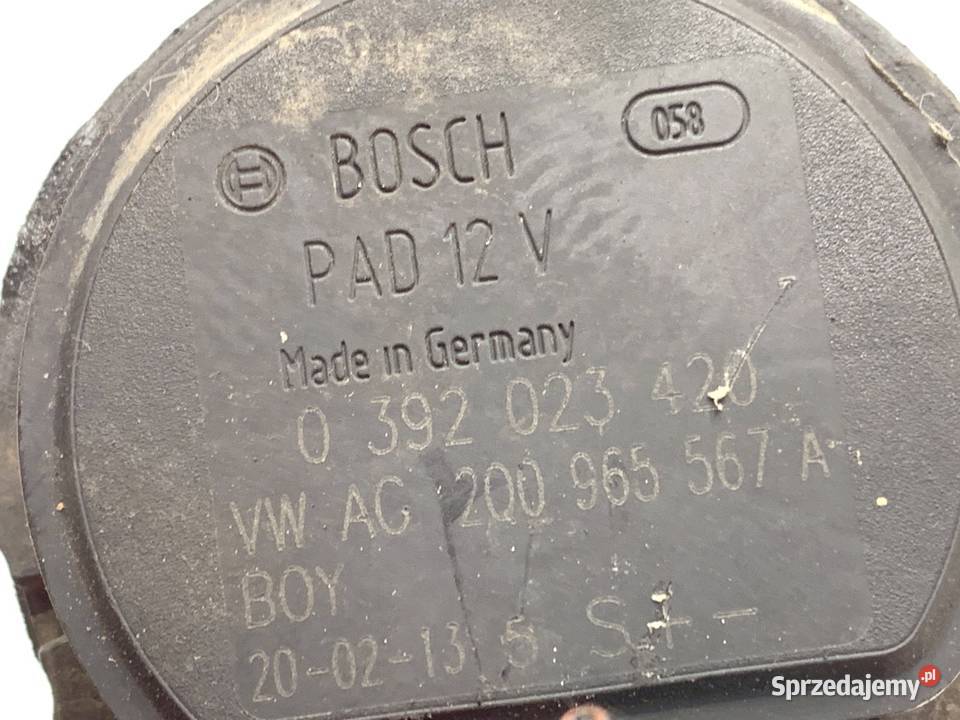 BOSCH 058
PAD 12 V
Made in Germany
0 392 023 420
VW AG 2Q0 965 567 A
BOY
20-02-13 5 S + -
Sprzedajemy.pl